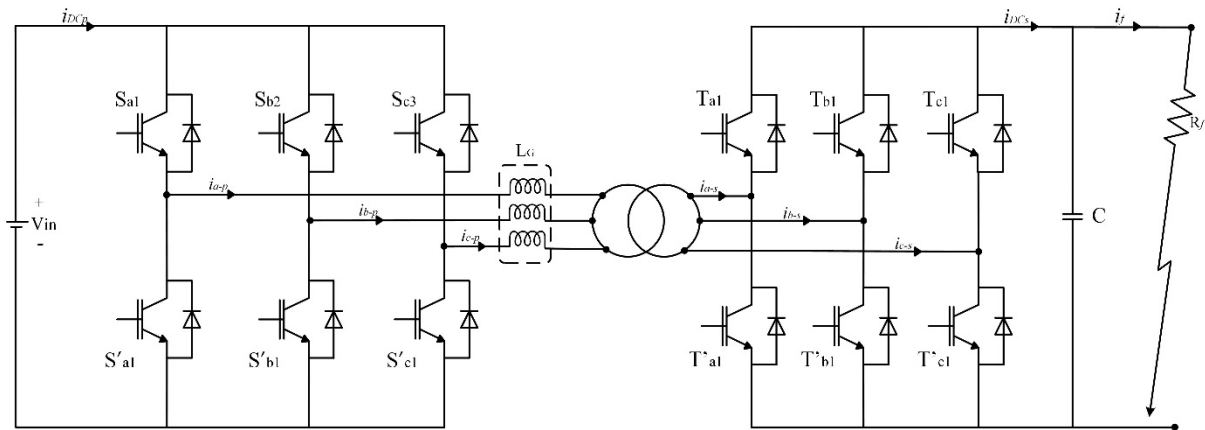 iDCp
iDCs
if
Sa1
Sb2
Sc3
Ta1
Tb1
Tc1
Rf
LG
ia-p
ia-s
+
Vin
-
ib-p
ib-s
C
ic-p
ic-s
S'a1
S'b1
S'c1
T'a1
T'b1
T'c1